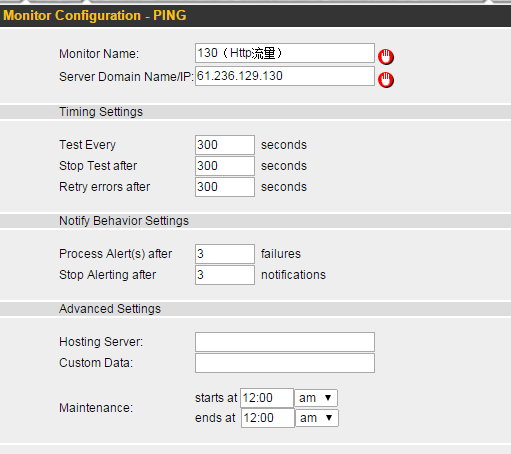 Monitor Configuration - PING
Monitor Name: 130（Http流量）
Server Domain Name/IP: 61.236.129.130
Timing Settings
Test Every 300 seconds
Stop Test after 300 seconds
Retry errors after 300 seconds
Notify Behavior Settings
Process Alert(s) after 3 failures
Stop Alerting after 3 notifications
Advanced Settings
Hosting Server:
Custom Data:
Maintenance:
starts at 12:00 am
ends at 12:00 am